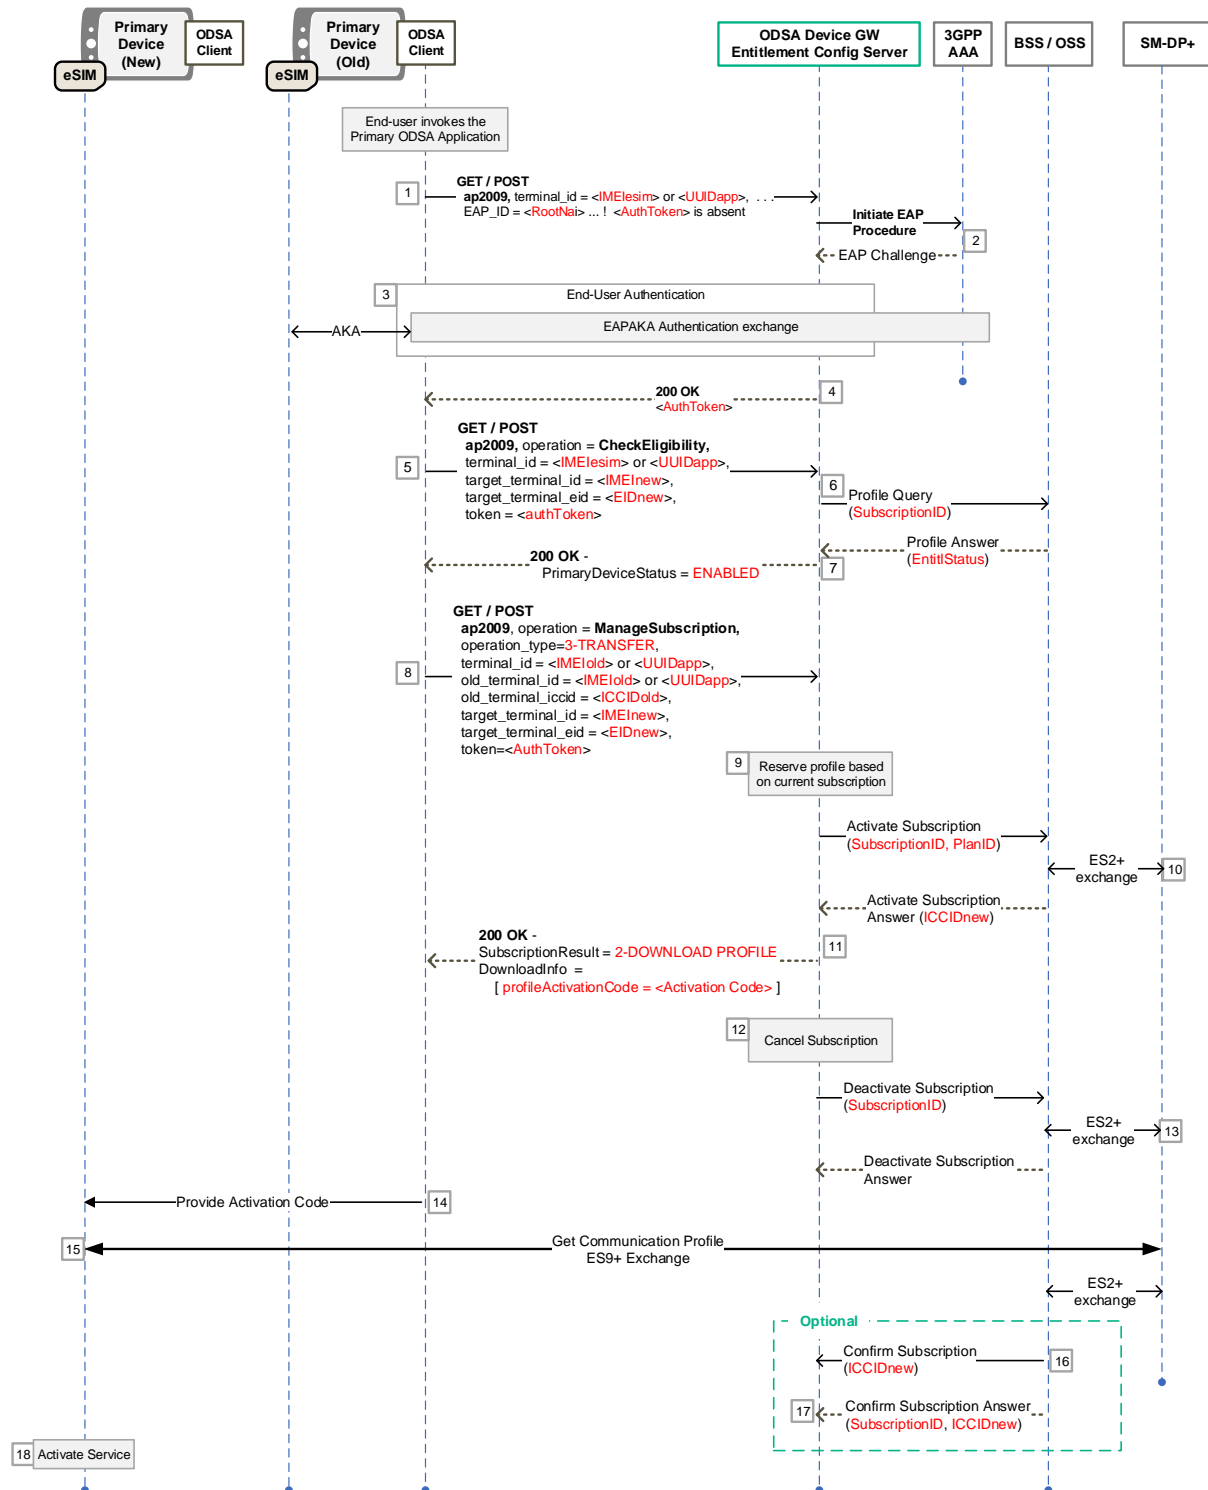 Primary
Device
(New)
ODSA
Client
eSIM
Primary
Device
(Old)
ODSA
Client
eSIM
ODSA Device GW
Entitlement Config Server
3GPP
AAA
BSS / OSS
SM-DP+
End-user invokes the
Primary ODSA Application
1
GET / POST
ap2009, terminal_id = <IMEIesim> or <UUIDapp>, . . .
EAP_ID = <RootNai> ... ! <AuthToken> is absent
Initiate EAP
Procedure
2
EAP Challenge
3
End-User Authentication
AKA
EAPAKA Authentication exchange
4
200 OK
<AuthToken>
5
GET / POST
ap2009, operation = CheckEligibility,
terminal_id = <IMEIesim> or <UUIDapp>,
target_terminal_id = <IMEInew>,
target_terminal_eid = <EIDnew>,
token = <authToken>
6
Profile Query
(SubscriptionID)
Profile Answer
(EntitlStatus)
7
200 OK -
PrimaryDeviceStatus = ENABLED
8
GET / POST
ap2009, operation = ManageSubscription,
operation_type=3-TRANSFER,
terminal_id = <IMEIold> or <UUIDapp>,
old_terminal_id = <IMEIold> or <UUIDapp>,
old_terminal_iccid = <ICCIDold>,
target_terminal_id = <IMEInew>,
target_terminal_eid = <EIDnew>,
token=<AuthToken>
9
Reserve profile based
on current subscription
Activate Subscription
(SubscriptionID, PlanID)
ES2+
exchange
10
Activate Subscription
Answer (ICCIDnew)
11
200 OK -
SubscriptionResult = 2-DOWNLOAD PROFILE
DownloadInfo =
[ profileActivationCode = <Activation Code> ]
12
Cancel Subscription
Deactivate Subscription
(SubscriptionID)
ES2+
exchange
13
Deactivate Subscription
Answer
Provide Activation Code
14
15
Get Communication Profile
ES9+ Exchange
ES2+
exchange
Optional
Confirm Subscription
(ICCIDnew)
16
17
Confirm Subscription Answer
(SubscriptionID, ICCIDnew)
18
Activate Service